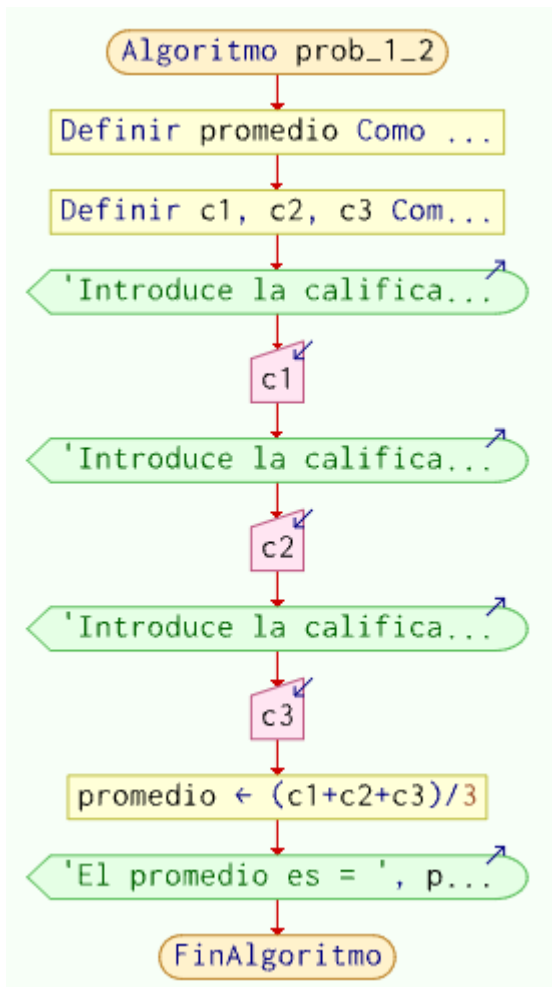 Algoritmo prob_1_2
Definir promedio Como ...
Definir c1, c2, c3 Com...
'Introduce la califica...
c1
'Introduce la califica...
c2
'Introduce la califica...
c3
promedio ← (c1+c2+c3)/3
'El promedio es = ', p...
FinAlgoritmo